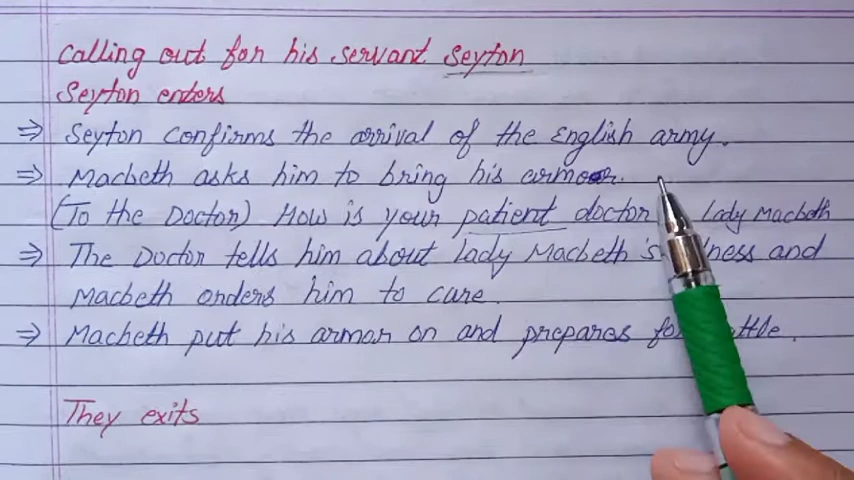 calling out for his servant Seyton
Seyton enters
⇒ Seyton confirms the arrival of the English army.
⇒ Macbeth asks him to bring his armour.
(To the Doctor) How is your patient doctor Lady Macbeth
⇒ The Doctor tells him about lady Macbeth's and
Macbeth orders him to cure.
⇒ Macbeth put his armor on and prepares
They exits